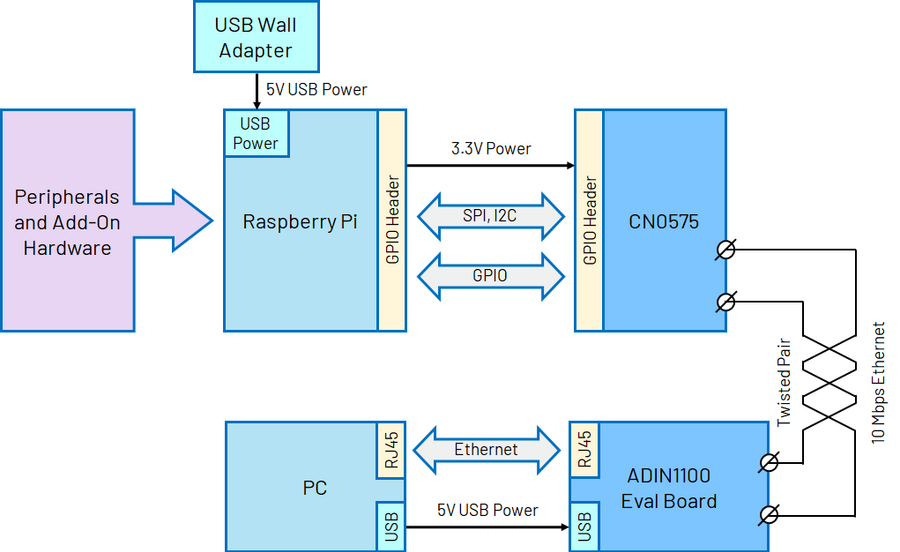 USB Wall
Adapter
5V USB Power
Peripherals
and Add-On
Hardware
USB
Power
Raspberry Pi
GPIO Header
3.3V Power
SPI, I2C
GPIO
GPIO Header
CN0575
Twisted Pair
10 Mbps Ethernet
PC
RJ45
USB
Ethernet
5V USB Power
RJ45
USB
ADIN1100
Eval Board